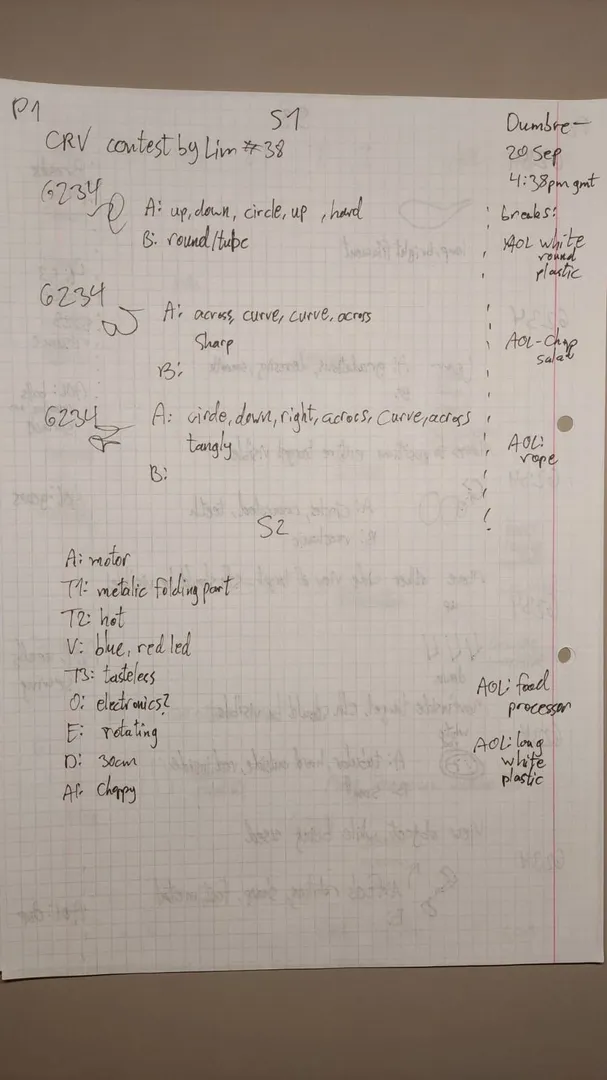 P1
S1
CRV contest by Lim #38
Dumbre—
20 Sep
4:38pm gmt
6234
A: up, down, circle, up, hard
B: round/tube
breaks:
AOL white
round
plastic
6234
A: across, curve, curve, across
Sharp
B:
AOL-Chop
salad
6234
A: circle, down, right, across, curve, across
tangly
B:
AOL:
rope
S2
A: motor
T1: metalic folding part
T2: hot
V: blue, red led
T3: tasteless
O: electronics?
E: rotating
D: 30cm
AI: Choppy
AOL: food
processor
AOL: long
white
plastic